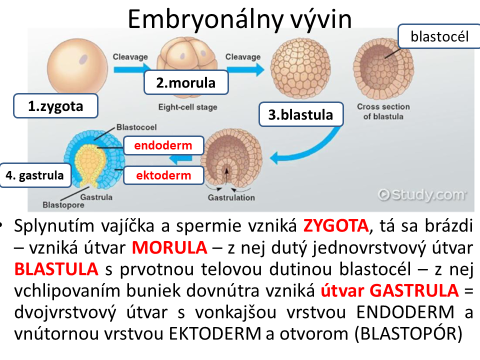 Embryonálny vývin
blastocél
Cleavage
Cleavage
2.morula
1.zygota
Eight-cell stage
3.blastula
Cross section
of blastula
Blastocoel
endoderm
4. gastrula
ektoderm
Gastrula
Blastopore
Gastrulation
Study.com
• Splynutím vajíčka a spermie vzniká ZYGOTA, tá sa brázdi
– vzniká útvar MORULA – z nej dutý jednovrstvový útvar
BLASTULA s prvotnou telovou dutinou blastocél – z nej
vchlipovaním buniek dovnútra vzniká útvar GASTRULA =
dvojvrstvový útvar s vonkajšou vrstvou ENDODERM a
vnútornou vrstvou EKTODERM a otvorom (BLASTOPÓR)